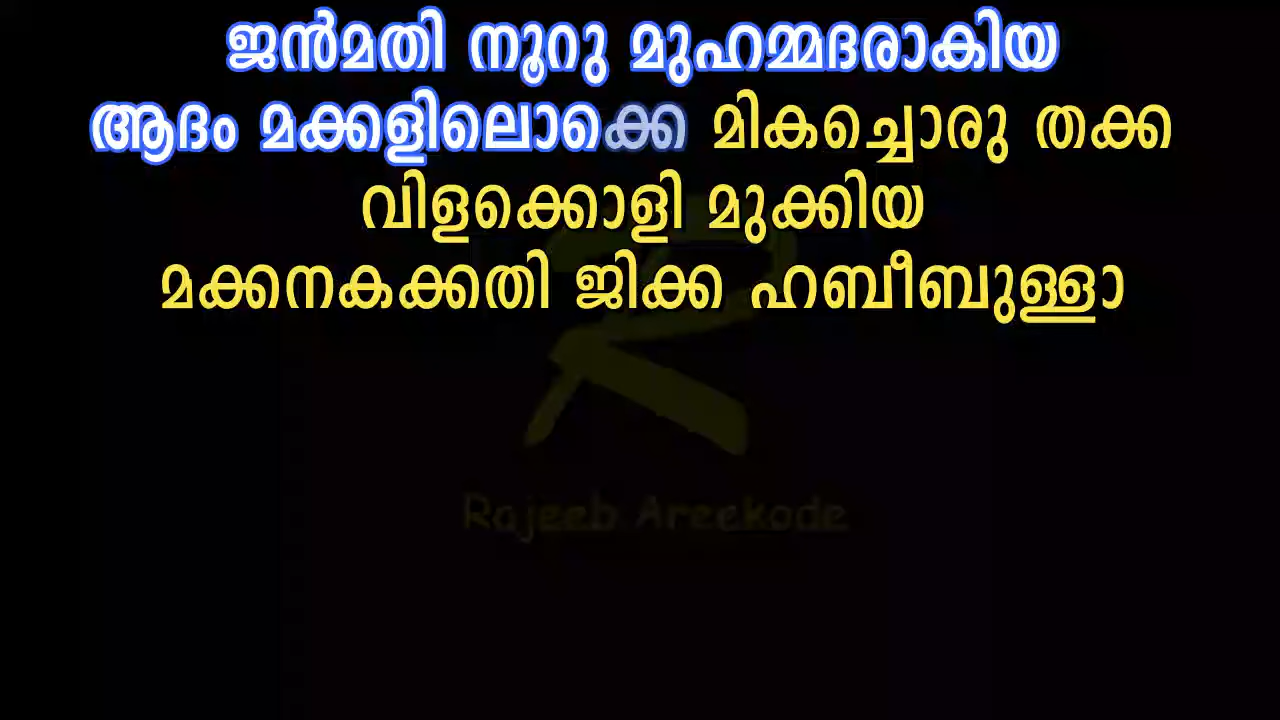 ജൻമതി നൂറു മുഹമ്മദരാകിയ
ആദം മക്കളിലൊക്കെ മികച്ചൊരു തക്ക
വിളക്കൊളി മുക്കിയ
മക്കനകക്കതി ജിക്ക ഹബീബുള്ളാ
Rajeeb Areekode